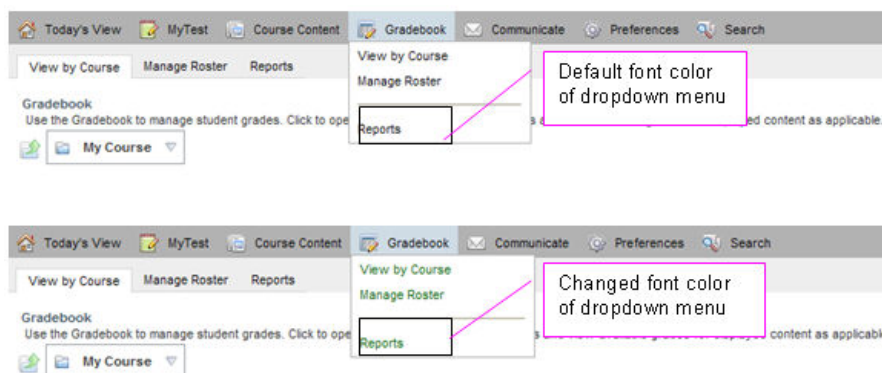 Today's View MyTest Course Content Gradebook Communicate Preferences Search
View by Course Manage Roster Reports
View by Course
Manage Roster
Reports
Default font color
of dropdown menu
Gradebook
Use the Gradebook to manage student grades. Click to ope
ed content as applicable.
My Course
Today's View MyTest Course Content Gradebook Communicate Preferences Search
View by Course Manage Roster Reports
View by Course
Manage Roster
Reports
Changed font color
of dropdown menu
Gradebook
Use the Gradebook to manage student grades. Click to ope
content as applicabl
My Course